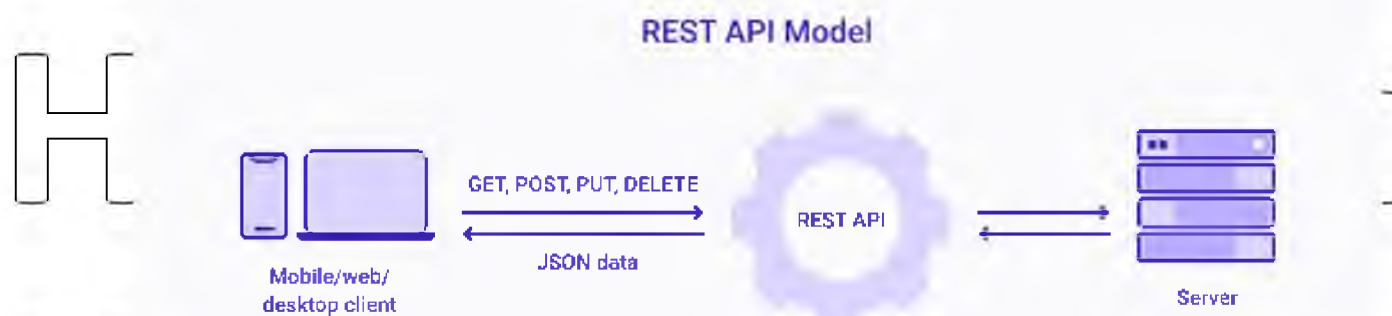 REST API Model
H
GET, POST, PUT, DELETE
REST API
JSON data
Mobile/web/
desktop client
Server